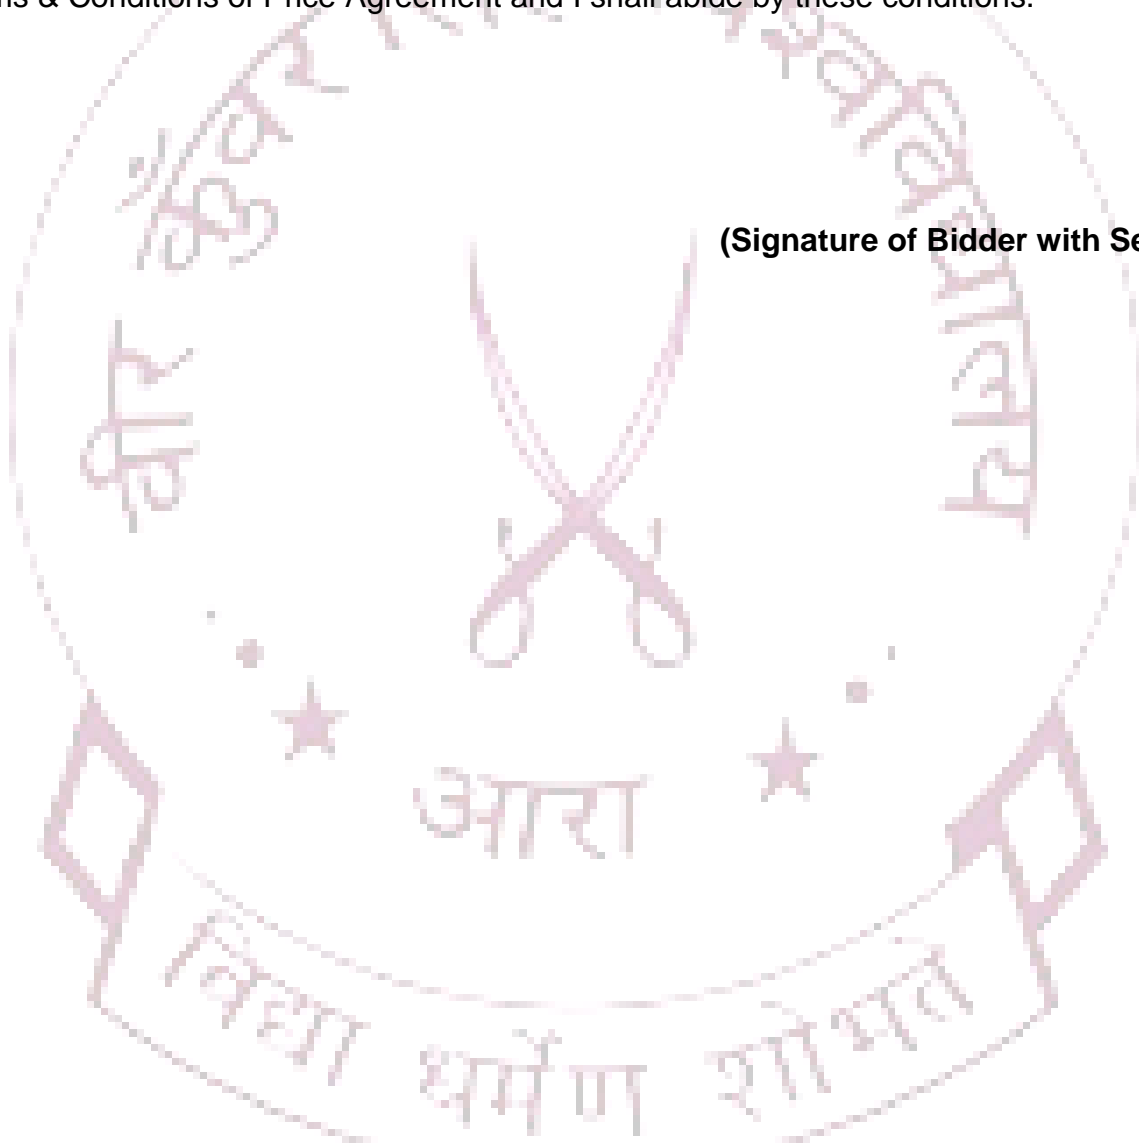 ns & Conditions of Price Agreement and I shall abide by these conditions.
(Signature of Bidder with Se
वीर कुँवर
आरा
विद्या धर्मेण शोभते